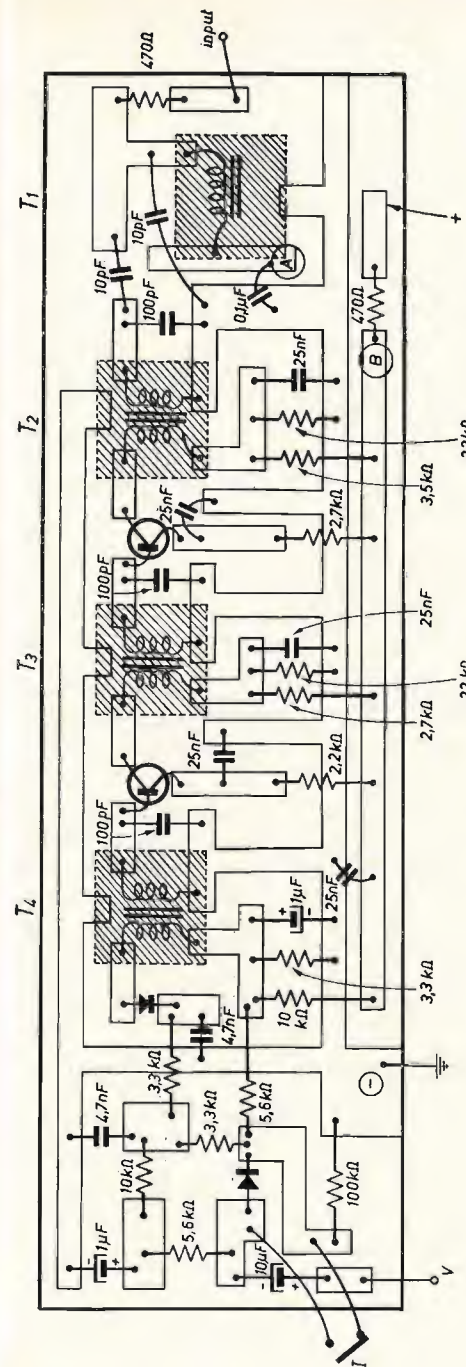 T4
T3
T2
T1
input
470Ω
10pF
10pF
100pF
100pF
100pF
0,1µF
A
25nF
25nF
25nF
3,5kΩ
2,7kΩ
25nF
2,7kΩ
2,2kΩ
470Ω
B
+
25nF
+
1µF
-
3,3kΩ
10
kΩ
4,7nF
3,3kΩ
4,7nF
10kΩ
3,3kΩ
5,6kΩ
-
1µF
+
5,6kΩ
-
10µF
+
100kΩ
-
V
I